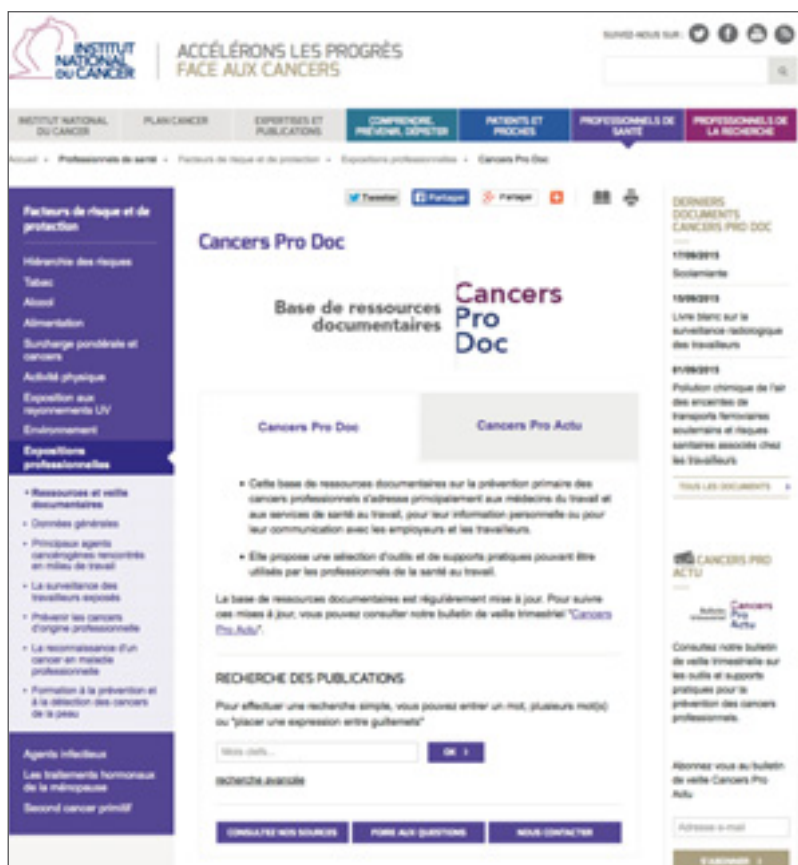 INSTITUT
NATIONAL
DU CANCER
ACCÉLÉRONS LES PROGRÈS
FACE AUX CANCERS
SUIVEZ-NOUS SUR :
INSTITUT NATIONAL
DU CANCER
PLAN CANCER
EXPERTISES ET
PUBLICATIONS
COMPRENDRE,
PRÉVENIR, DÉPISTER
PATIENTS ET
PROCHES
PROFESSIONNELS DE
SANTÉ
PROFESSIONNELS DE
LA RECHERCHE
Accueil Professionnels de santé Facteurs de risque et de protection Expositions professionnelles Cancers Pro Doc
Facteurs de risque et de
protection
Hiérarchie des risques
Tabac
Alcool
Alimentation
Surcharge pondérale et
cancers
Activité physique
Exposition aux
rayonnements UV
Environnement
Expositions
professionnelles
• Ressources et veille
documentaires
• Données générales
• Principaux agents
cancérogènes rencontrés
en milieu de travail
• La surveillance des
travailleurs exposés
• Prévenir les cancers
d'origine professionnelle
• La reconnaissance d'un
cancer en maladie
professionnelle
• Formation à la prévention et
à la détection des cancers
de la peau
Agents infectieux
Les traitements hormonaux
de la ménopause
Second cancer primitif
Tweeter Partager Partager
Cancers Pro Doc
Base de ressources
documentaires
Cancers
Pro
Doc
Cancers Pro Doc
Cancers Pro Actu
• Cette base de ressources documentaires sur la prévention primaire des
cancers professionnels s'adresse principalement aux médecins du travail et
aux services de santé au travail, pour leur information personnelle ou pour
leur communication avec les employeurs et les travailleurs.
• Elle propose une sélection d'outils et de supports pratiques pouvant être
utilisés par les professionnels de la santé au travail.
La base de ressources documentaires est régulièrement mise à jour. Pour suivre
ces mises à jour, vous pouvez consulter notre bulletin de veille trimestriel "Cancers
Pro Actu".
RECHERCHE DES PUBLICATIONS
Pour effectuer une recherche simple, vous pouvez entrer un mot, plusieurs mot(s)
ou "placer une expression entre guillemets"
Mots clefs...
OK >
recherche avancée
CONSULTEZ NOS SOURCES
FOIRE AUX QUESTIONS
NOUS CONTACTER
DERNIERS
DOCUMENTS
CANCERS PRO DOC
17/09/2015
Scolamiante
15/09/2015
Livre blanc sur la
surveillance radiologique
des travailleurs
01/09/2015
Pollution chimique de l'air
des enceintes de
transports ferroviaires
souterrains et risques
sanitaires associés chez
les travailleurs
TOUS LES DOCUMENTS >
CANCERS PRO
ACTU
Cancers
Pro
Actu
Consultez notre bulletin
de veille trimestrielle sur
les outils et supports
pratiques pour la
prévention des cancers
professionnels.
Abonnez vous au bulletin
de veille Cancers Pro
Actu
Adresse e-mail
S'ABONNER >